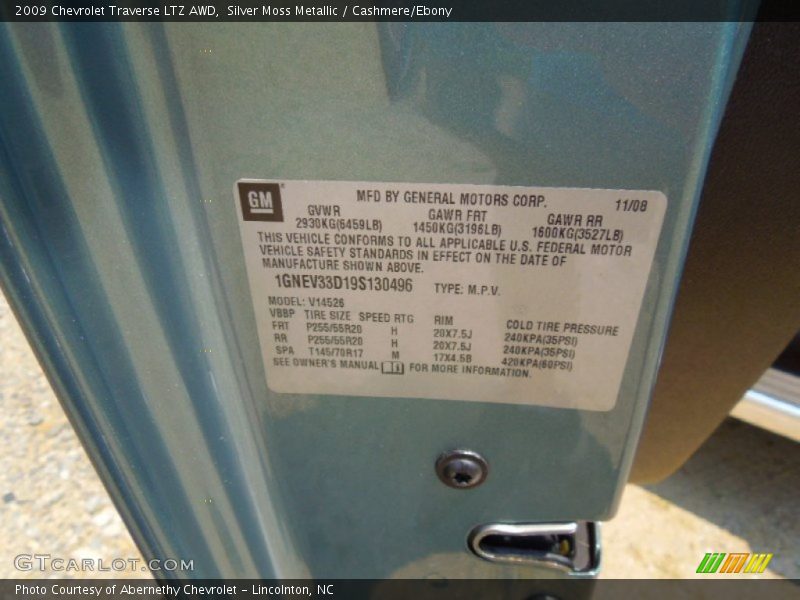 2009 Chevrolet Traverse LTZ AWD, Silver Moss Metallic / Cashmere/Ebony
GM
MFD BY GENERAL MOTORS CORP. 11/08
GVWR GAWR FRT GAWR RR
2930KG(6459LB) 1450KG(3196LB) 1600KG(3527LB)
THIS VEHICLE CONFORMS TO ALL APPLICABLE U.S. FEDERAL MOTOR
VEHICLE SAFETY STANDARDS IN EFFECT ON THE DATE OF
MANUFACTURE SHOWN ABOVE.
1GNEV33D19S130496 TYPE: M.P.V.
MODEL: V14526
VBBP TIRE SIZE SPEED RTG RIM COLD TIRE PRESSURE
FRT P255/55R20 H 20X7.5J 240KPA(35PSI)
RR P255/55R20 H 20X7.5J 240KPA(35PSI)
SPA T145/70R17 M 17X4.5B 420KPA(60PSI)
SEE OWNER'S MANUAL FOR MORE INFORMATION.
GTCARLOT.COM
Photo Courtesy of Abernethy Chevrolet - Lincolnton, NC